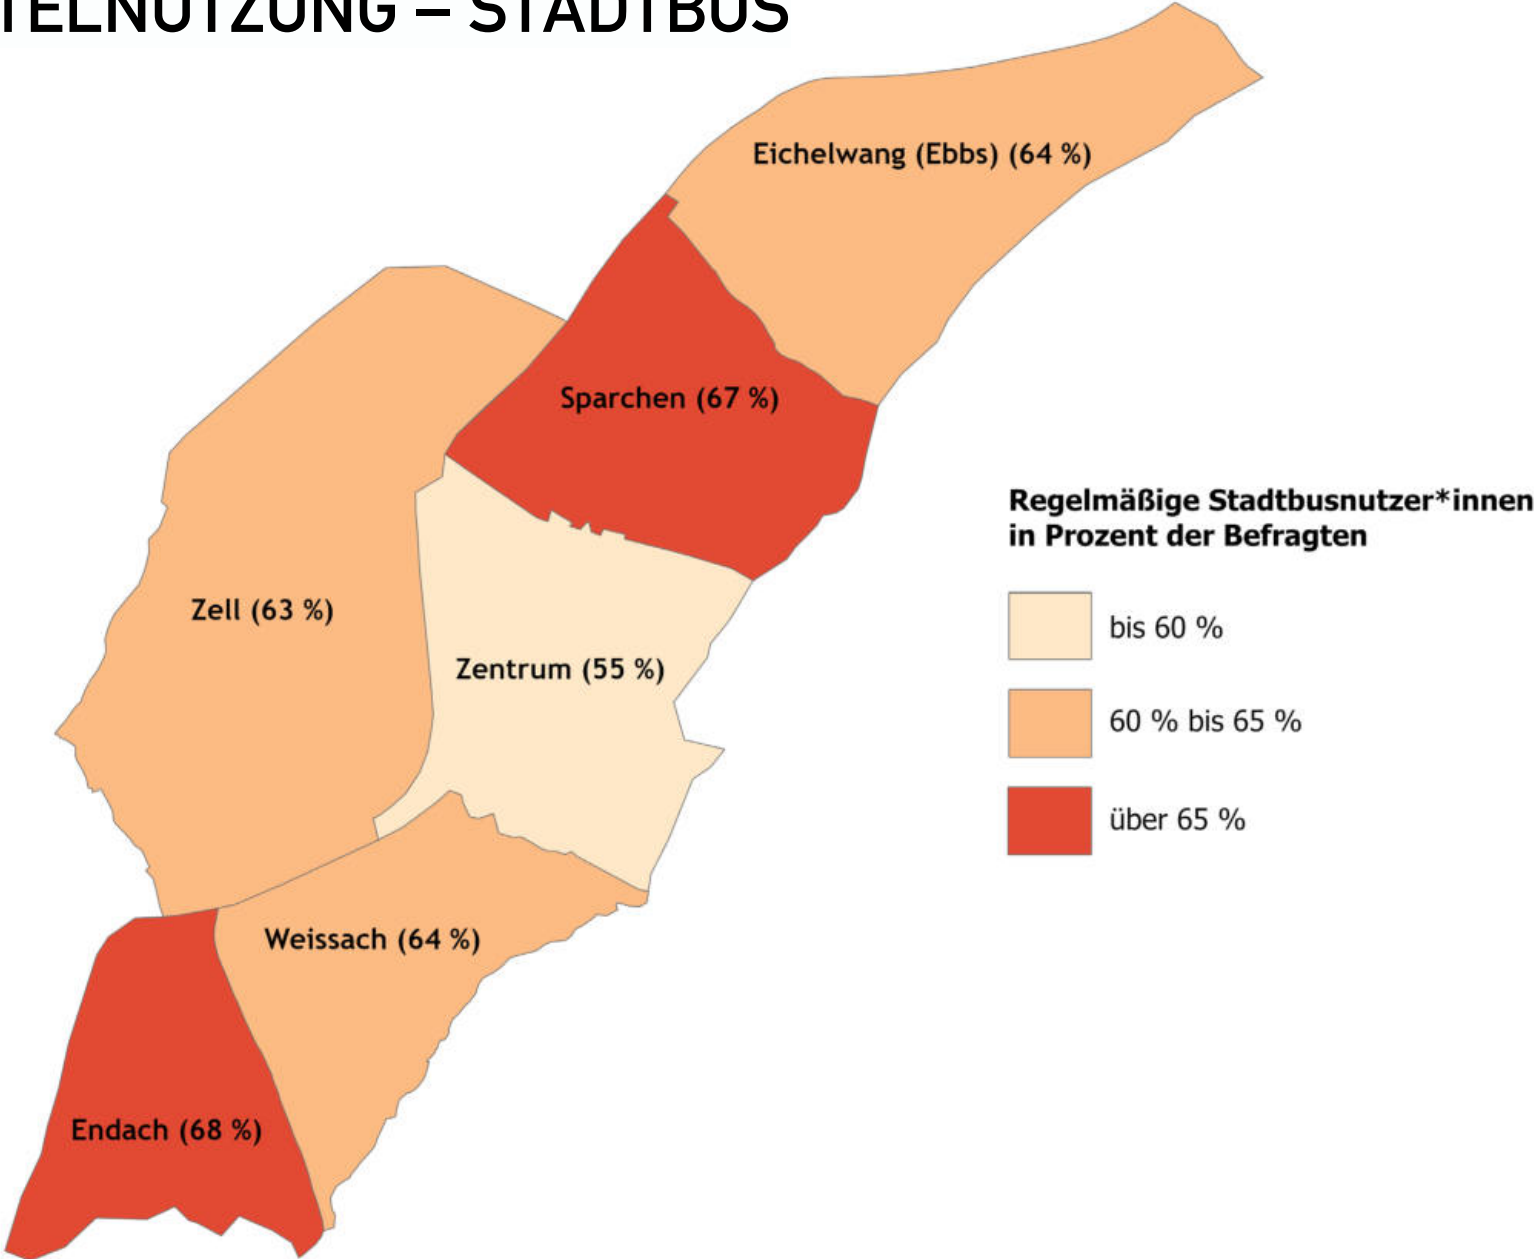 TELNUTZUNG – STADTBUS
Eichelwang (Ebbs) (64 %)
Sparchen (67 %)
Regelmäßige Stadtbusnutzer*innen
in Prozent der Befragten
Zell (63 %)
bis 60 %
Zentrum (55 %)
60 % bis 65 %
über 65 %
Weissach (64 %)
Endach (68 %)